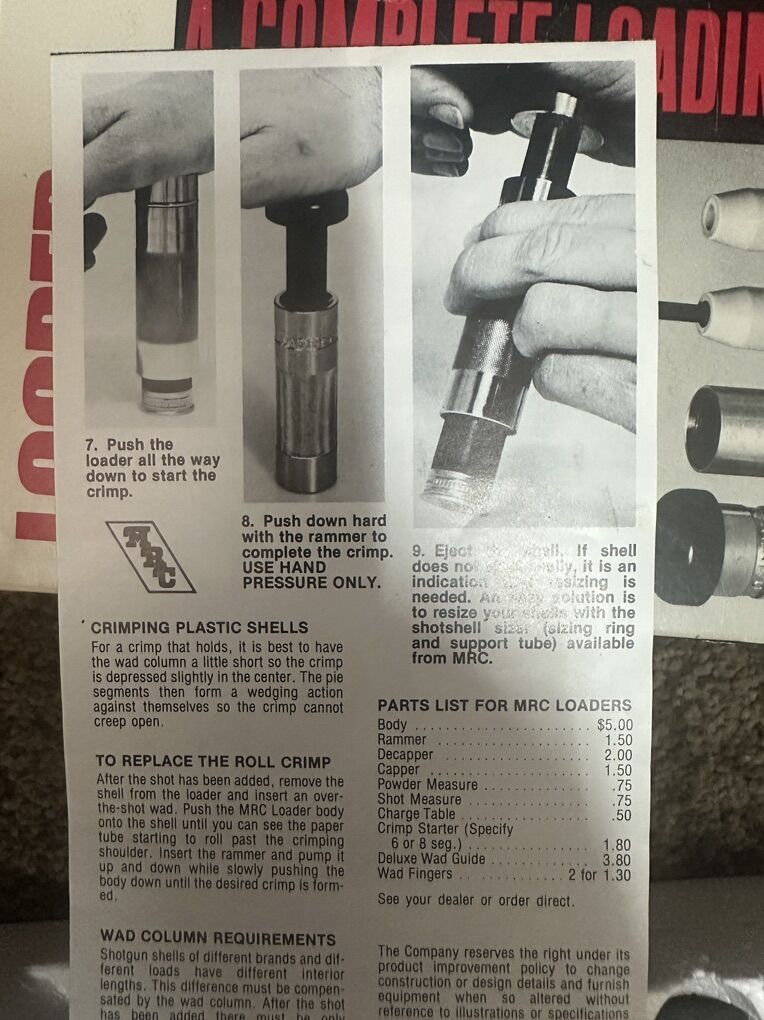 A COMPLETE LOADIN
LOADER
7. Push the
loader all the way
down to start the
crimp.
MRC
8. Push down hard
with the rammer to
complete the crimp.
USE HAND
PRESSURE ONLY.
9. Eject the shell. If shell
does not easily, it is an
indication that resizing is
needed. An easy solution is
to resize your shells with the
shotshell sizer (sizing ring
and support tube) available
from MRC.
CRIMPING PLASTIC SHELLS
For a crimp that holds, it is best to have
the wad column a little short so the crimp
is depressed slightly in the center. The pie
segments then form a wedging action
against themselves so the crimp cannot
creep open.
TO REPLACE THE ROLL CRIMP
After the shot has been added, remove the
shell from the loader and insert an over-
the-shot wad. Push the MRC Loader body
onto the shell until you can see the paper
tube starting to roll past the crimping
shoulder. Insert the rammer and pump it
up and down while slowly pushing the
body down until the desired crimp is form-
ed.
WAD COLUMN REQUIREMENTS
Shotgun shells of different brands and dif-
ferent loads have different interior
lengths. This difference must be compen-
sated by the wad column. After the shot
has been added there must be only
PARTS LIST FOR MRC LOADERS
Body ........................ $5.00
Rammer ..................... 1.50
Decapper .................... 2.00
Capper ...................... 1.50
Powder Measure ............... .75
Shot Measure .................. .75
Charge Table .................. .50
Crimp Starter (Specify
6 or 8 seg.) ................... 1.80
Deluxe Wad Guide ............. 3.80
Wad Fingers ............ 2 for 1.30
See your dealer or order direct.
The Company reserves the right under its
product improvement policy to change
construction or design details and furnish
equipment when so altered without
reference to illustrations or specifications